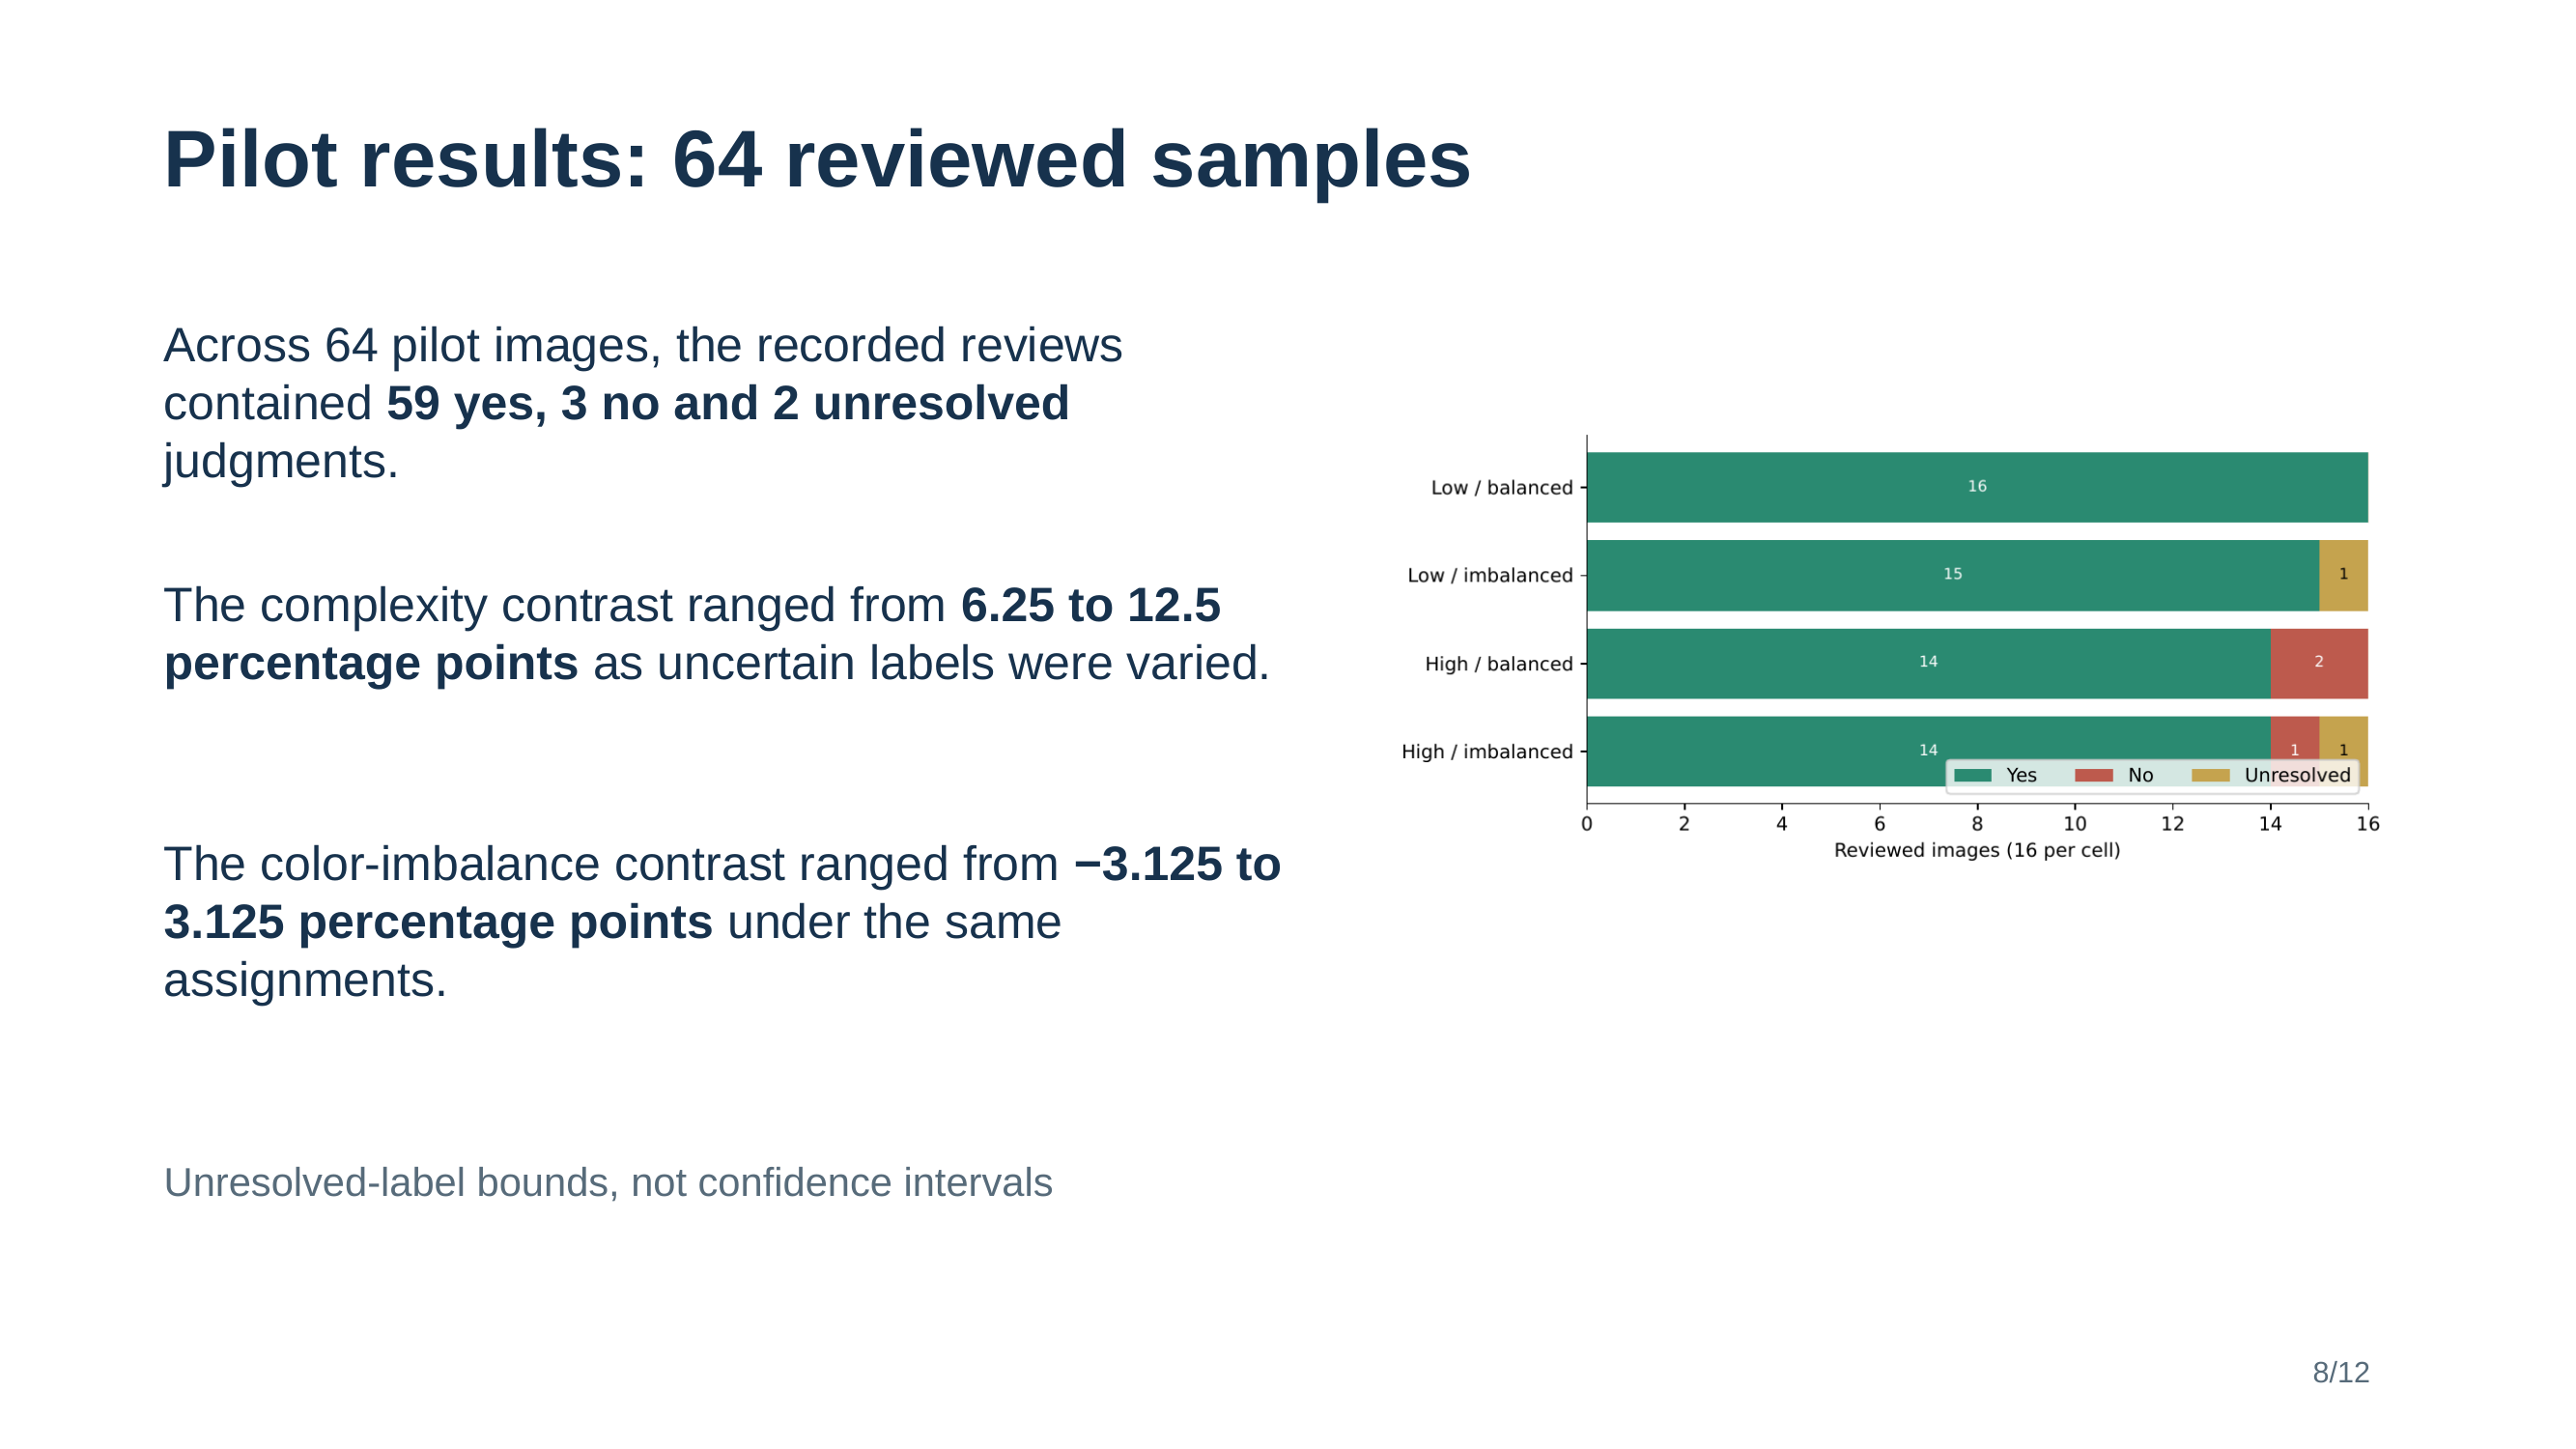 Pilot results: 64 reviewed samples
Across 64 pilot images, the recorded reviews
contained 59 yes, 3 no and 2 unresolved
judgments.
The complexity contrast ranged from 6.25 to 12.5
percentage points as uncertain labels were varied.
The color-imbalance contrast ranged from −3.125 to
3.125 percentage points under the same
assignments.
Unresolved-label bounds, not confidence intervals
Low / balanced 16
Low / imbalanced 15 1
High / balanced 14 2
High / imbalanced 14 1 1
Yes No Unresolved
0 2 4 6 8 10 12 14 16
Reviewed images (16 per cell)
8/12